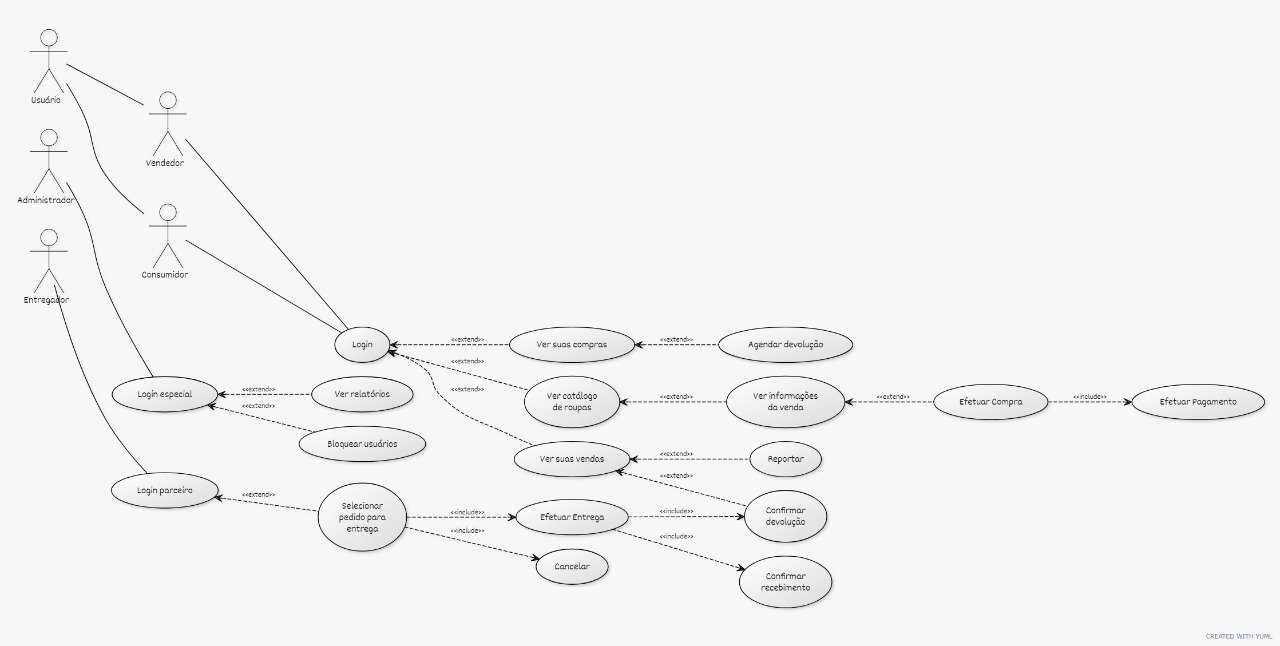 Usuário
Vendedor
Administrador
Consumidor
Entregador
Login
<<extend>>
Ver suas compras
<<extend>>
Agendar devolução
<<extend>>
Login especial
<<extend>>
Ver relatórios
<<extend>>
Ver catálogo
de roupas
<<extend>>
Ver informações
da venda
<<extend>>
Efetuar Compra
<<include>>
Efetuar Pagamento
<<extend>>
Bloquear usuários
Ver suas vendas
<<extend>>
Reportar
<<extend>>
Login parceiro
<<extend>>
Selecionar
pedido para
entrega
<<include>>
Efetuar Entrega
<<include>>
Confirmar
devolução
<<include>>
Cancelar
<<include>>
Confirmar
recebimento
CREATED WITH YUML